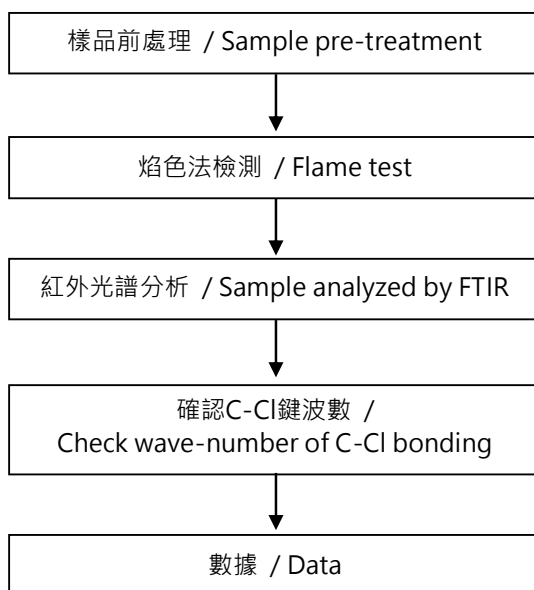 樣品前處理 / Sample pre-treatment
焰色法檢測 / Flame test
紅外光譜分析 / Sample analyzed by FTIR
確認C-Cl鍵波數 /
Check wave-number of C-Cl bonding
數據 / Data